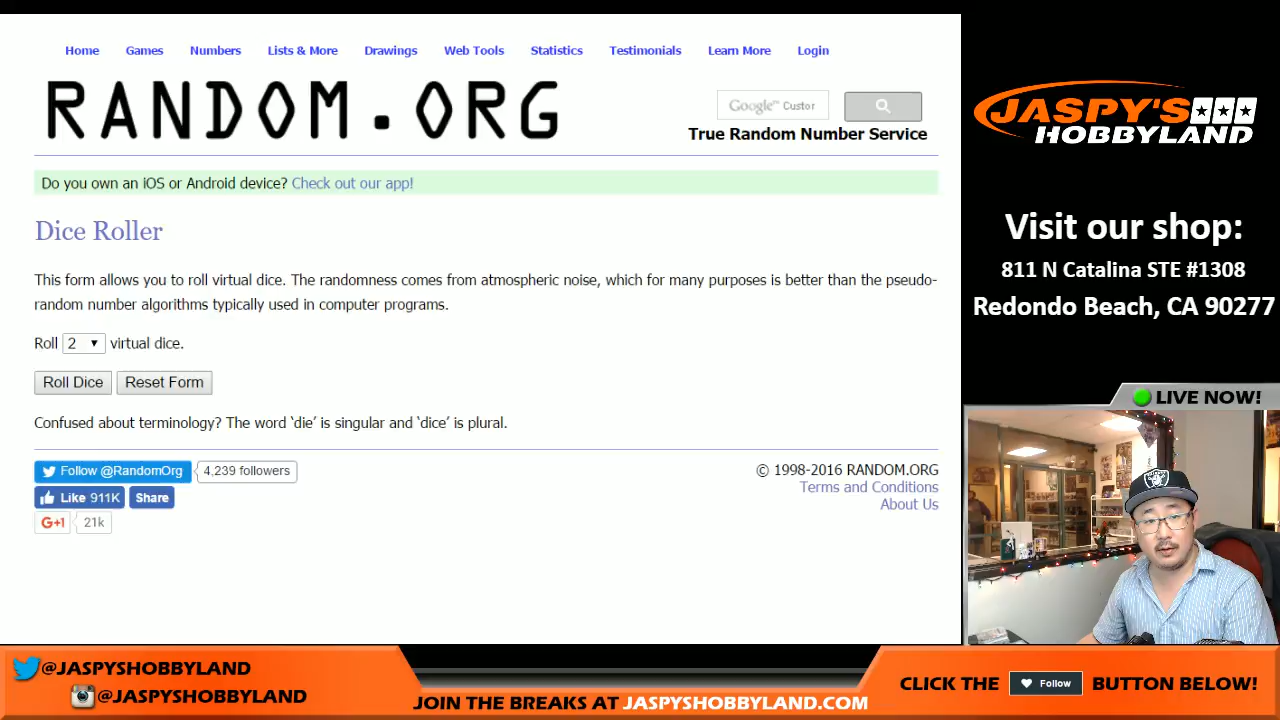 Home Games Numbers Lists & More Drawings Web Tools Statistics Testimonials Learn More Login
RANDOM.ORG
Google™ Custor
True Random Number Service
Do you own an iOS or Android device? Check out our app!
Dice Roller
This form allows you to roll virtual dice. The randomness comes from atmospheric noise, which for many purposes is better than the pseudo-
random number algorithms typically used in computer programs.
Roll 2 virtual dice.
Roll Dice Reset Form
Confused about terminology? The word ‘die’ is singular and ‘dice’ is plural.
Follow @RandomOrg 4,239 followers
Like 911K Share
G+1 21k
© 1998-2016 RANDOM.ORG
Terms and Conditions
About Us
JASPY'S
HOBBYLAND
Visit our shop:
811 N Catalina STE #1308
Redondo Beach, CA 90277
LIVE NOW!
@JASPYSHOBBYLAND
@JASPYSHOBBYLAND
JOIN THE BREAKS AT JASPYSHOBBYLAND.COM
CLICK THE Follow BUTTON BELOW!